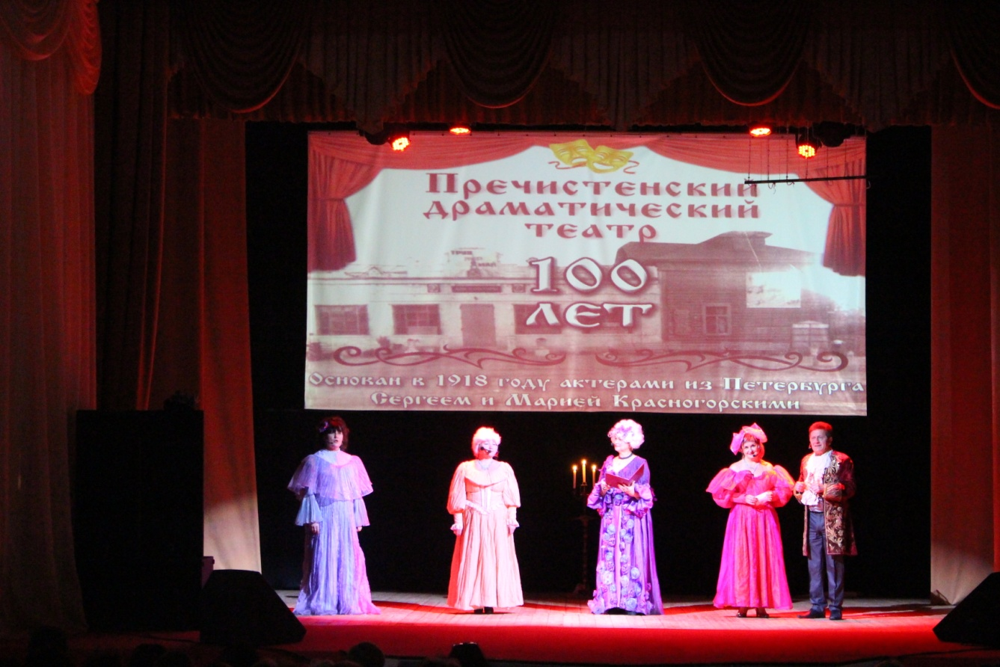 Пречистенский
драматический
театр
100
лет
Основан в 1918 году актерами из Петербурга
Сергеем и Марией Красногорскими